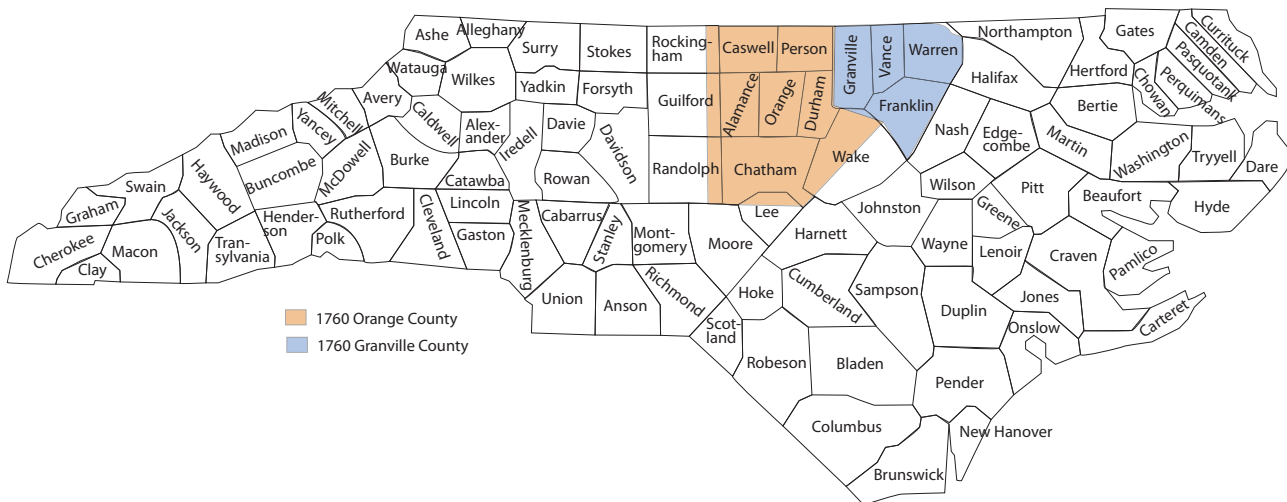 Ashe
Alleghany
Surry
Stokes
Rocking-
ham
Caswell
Person
Granville
Vance
Warren
Northampton
Gates
Currituck
Camden
Pasquotank
Perquimans
Chowan
Hertford
Halifax
Bertie
Watauga
Wilkes
Yadkin
Forsyth
Guilford
Alamance
Orange
Durham
Franklin
Nash
Edge-
combe
Martin
Washington
Tryyell
Dare
Mitchell
Avery
Caldwell
Alex-
ander
Iredell
Davie
Davidson
Randolph
Chatham
Wake
Wilson
Pitt
Beaufort
Hyde
Madison
Yancey
McDowell
Burke
Catawba
Rowan
Haywood
Buncombe
Swain
Graham
Cherokee
Clay
Macon
Jackson
Tran-
sylvania
Hender-
son
Polk
Rutherford
Cleveland
Lincoln
Gaston
Mecklenburg
Cabarrus
Stanley
Mont-
gomery
Moore
Lee
Harnett
Johnston
Greene
Wayne
Lenoir
Craven
Pamlico
Union
Anson
Richmond
Hoke
Cumberland
Sampson
Duplin
Jones
Carteret
Onslow
Scot-
land
Robeson
Bladen
Pender
Columbus
New Hanover
Brunswick
1760 Orange County
1760 Granville County